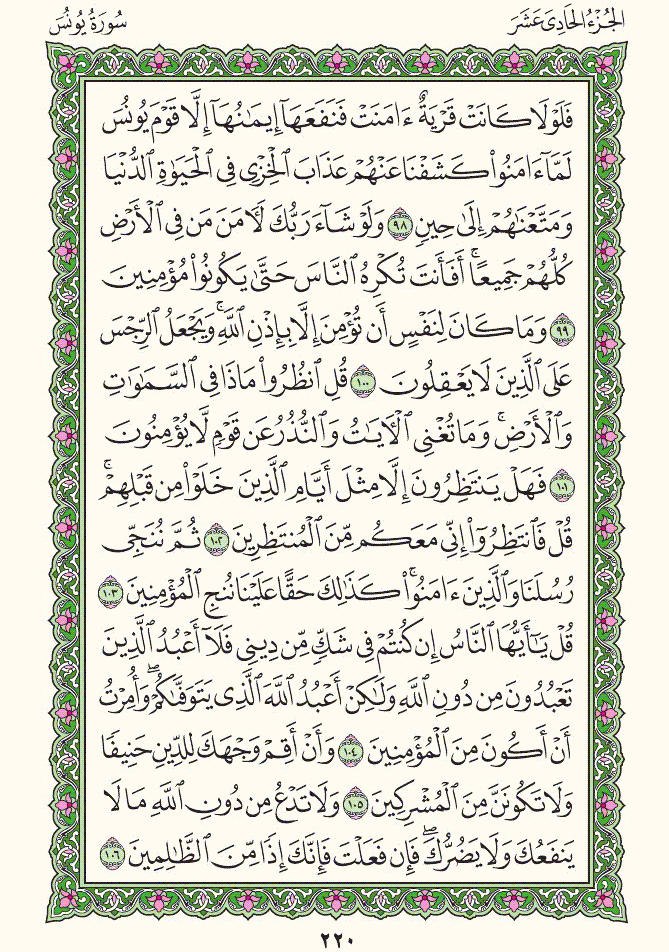 الجُزْءُ الحَادِىَ عَشَرَ
سُورَةُ يُونُسَ
فَلَوْلَا كَانَتْ قَرْيَةٌ ءَامَنَتْ فَنَفَعَهَآ إِيمَٰنُهَآ إِلَّا قَوْمَ يُونُسَ
لَمَّآ ءَامَنُوا۟ كَشَفْنَا عَنْهُمْ عَذَابَ ٱلْخِزْىِ فِى ٱلْحَيَوٰةِ ٱلدُّنْيَا
وَمَتَّعْنَٰهُمْ إِلَىٰ حِينٍ ٩٨ وَلَوْ شَآءَ رَبُّكَ لَءَامَنَ مَن فِى ٱلْأَرْضِ
كُلُّهُمْ جَمِيعًا ۚ أَفَأَنتَ تُكْرِهُ ٱلنَّاسَ حَتَّىٰ يَكُونُوا۟ مُؤْمِنِينَ
٩٩ وَمَا كَانَ لِنَفْسٍ أَن تُؤْمِنَ إِلَّا بِإِذْنِ ٱللَّهِ ۚ وَيَجْعَلُ ٱلرِّجْسَ
عَلَى ٱلَّذِينَ لَا يَعْقِلُونَ ١٠٠ قُلِ ٱنظُرُوا۟ مَاذَا فِى ٱلسَّمَٰوَٰتِ
وَٱلْأَرْضِ ۚ وَمَا تُغْنِى ٱلْءَايَٰتُ وَٱلنُّذُرُ عَن قَوْمٍ لَّا يُؤْمِنُونَ
١٠١ فَهَلْ يَنتَظِرُونَ إِلَّا مِثْلَ أَيَّامِ ٱلَّذِينَ خَلَوْا۟ مِن قَبْلِهِمْ ۚ
قُلْ فَٱنتَظِرُوٓا۟ إِنِّى مَعَكُم مِّنَ ٱلْمُنتَظِرِينَ ١٠٢ ثُمَّ نُنَجِّى
رُسُلَنَا وَٱلَّذِينَ ءَامَنُوا۟ ۚ كَذَٰلِكَ حَقًّا عَلَيْنَا نُنجِ ٱلْمُؤْمِنِينَ ١٠٣
قُلْ يَٰٓأَيُّهَا ٱلنَّاسُ إِن كُنتُمْ فِى شَكٍّ مِّن دِينِى فَلَآ أَعْبُدُ ٱلَّذِينَ
تَعْبُدُونَ مِن دُونِ ٱللَّهِ وَلَٰكِنْ أَعْبُدُ ٱللَّهَ ٱلَّذِى يَتَوَفَّىٰكُمْ ۖ وَأُمِرْتُ
أَنْ أَكُونَ مِنَ ٱلْمُؤْمِنِينَ ١٠٤ وَأَنْ أَقِمْ وَجْهَكَ لِلدِّينِ حَنِيفًا
وَلَا تَكُونَنَّ مِنَ ٱلْمُشْرِكِينَ ١٠٥ وَلَا تَدْعُ مِن دُونِ ٱللَّهِ مَا لَا
يَنفَعُكَ وَلَا يَضُرُّكَ ۖ فَإِن فَعَلْتَ فَإِنَّكَ إِذًا مِّنَ ٱلظَّٰلِمِينَ ١٠٦
٢٢٠